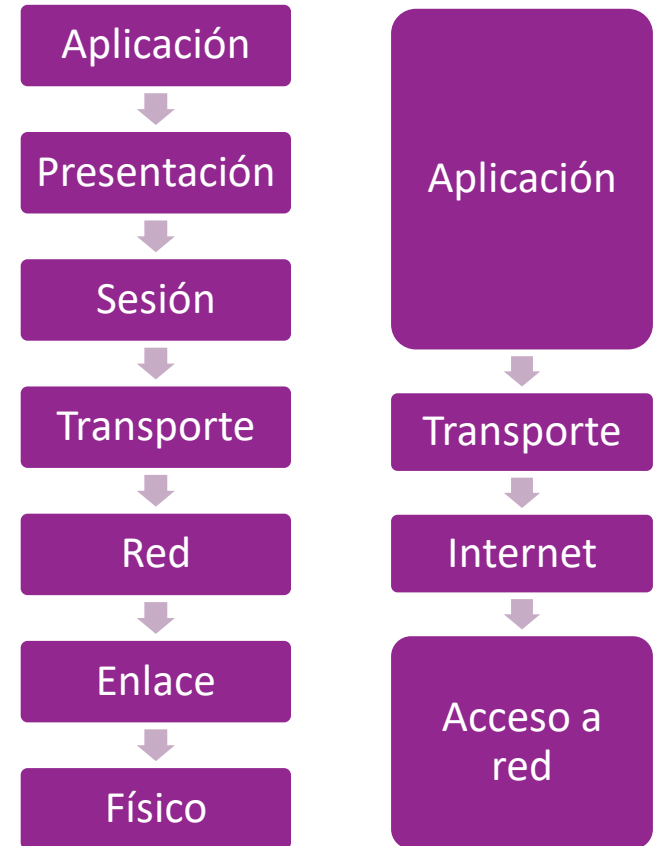 Aplicación
Presentación
Sesión
Transporte
Red
Enlace
Físico
Aplicación
Transporte
Internet
Acceso a
red